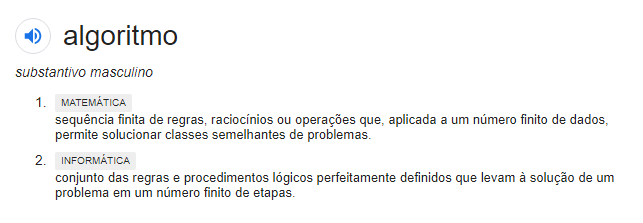 algoritmo
substantivo masculino
1. MATEMÁTICA
sequência finita de regras, raciocínios ou operações que, aplicada a um número finito de dados,
permite solucionar classes semelhantes de problemas.
2. INFORMÁTICA
conjunto das regras e procedimentos lógicos perfeitamente definidos que levam à solução de um
problema em um número finito de etapas.